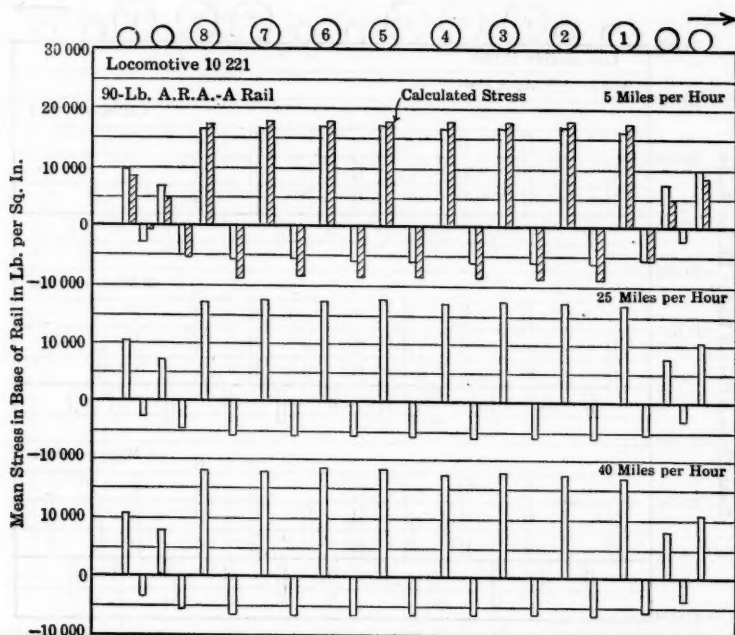 8 7 6 5 4 3 2 1
30 000
Locomotive 10 221
90-Lb. A.R.A.-A Rail
Calculated Stress
5 Miles per Hour
20 000
10 000
0
-10 000
25 Miles per Hour
10 000
0
-10 000
40 Miles per Hour
10 000
0
-10 000
Mean Stress in Base of Rail in Lb. per Sq. In.